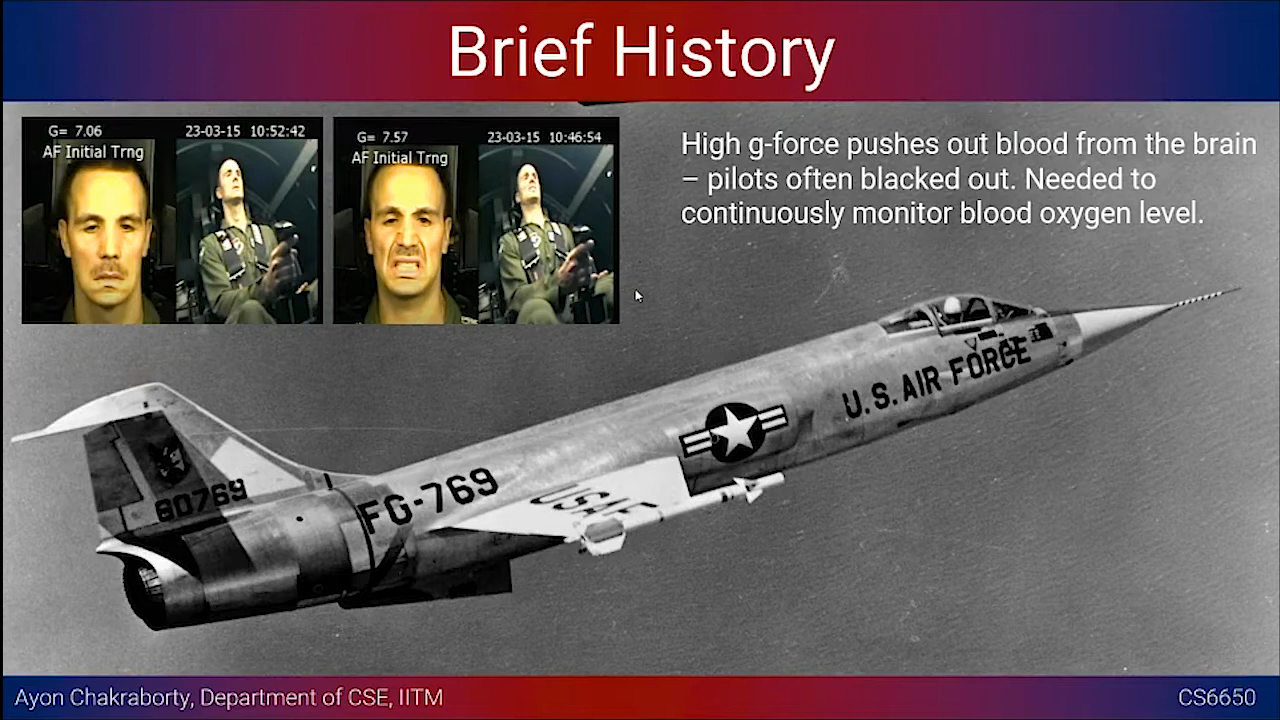 Brief History
G= 7.06
23-03-15 10:52:42
AF Initial Trng
G= 7.57
23-03-15 10:46:54
AF Initial Trng
High g-force pushes out blood from the brain
– pilots often blacked out. Needed to
continuously monitor blood oxygen level.
U.S. AIR FORCE
FG-769
USAF
60769
Ayon Chakraborty, Department of CSE, IITM
CS6650